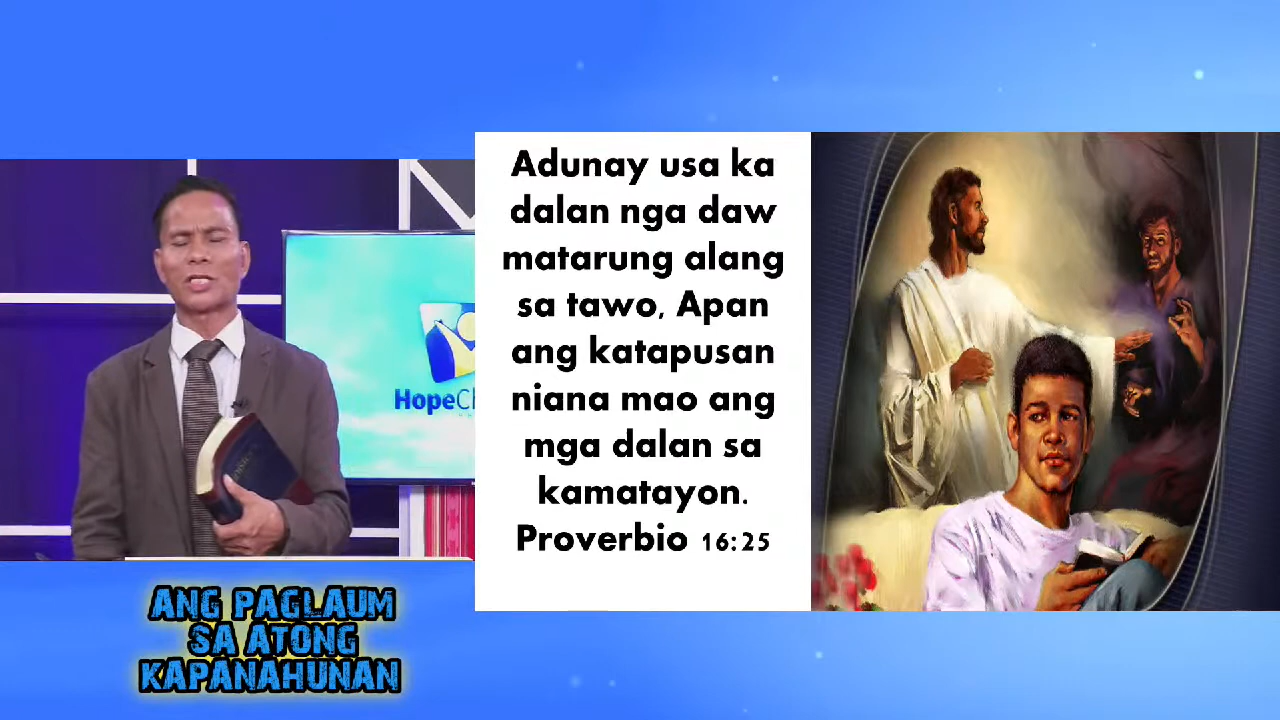 Adunay usa ka
dalan nga daw
matarung alang
sa tawo, Apan
ang katapusan
niana mao ang
mga dalan sa
kamatayon.
Proverbio 16:25
HopeC
ANG PAGLAUM
SA ATONG
KAPANAHUNAN